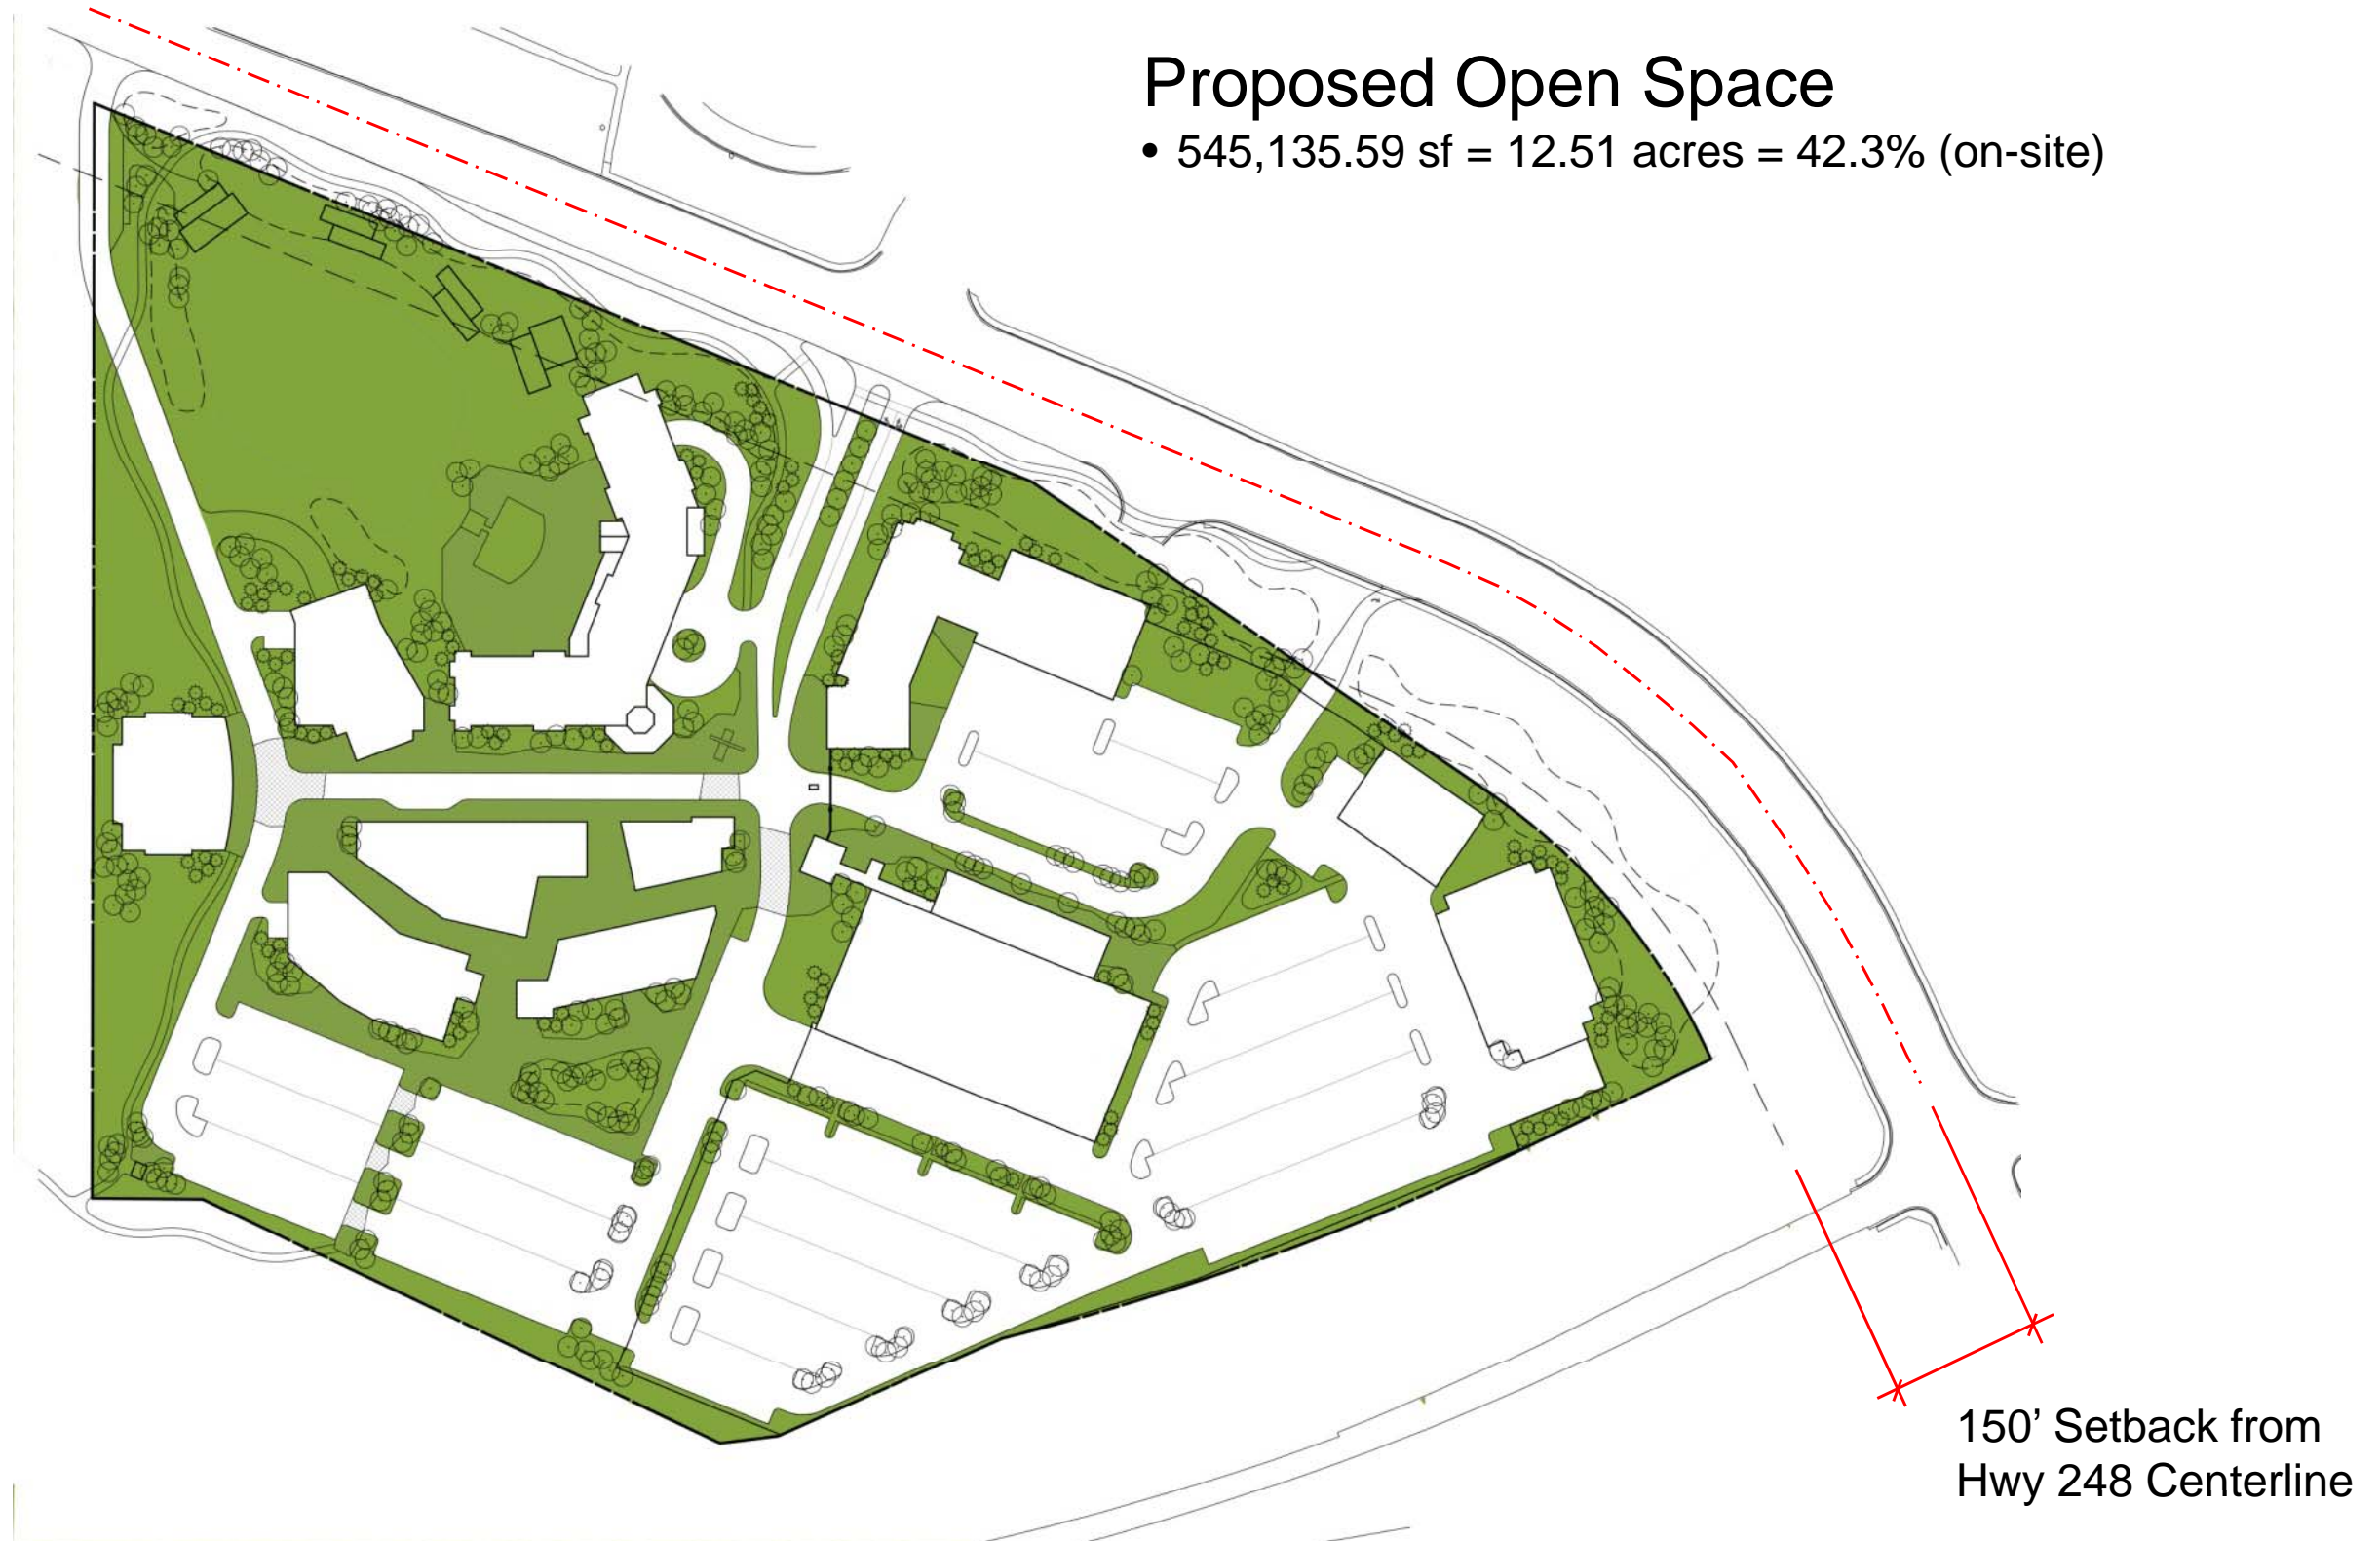 Proposed Open Space
• 545,135.59 sf = 12.51 acres = 42.3% (on-site)
150’ Setback from
Hwy 248 Centerline